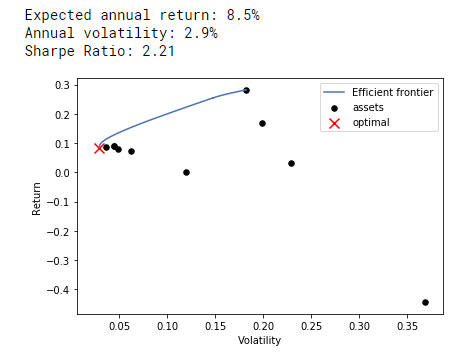 Expected annual return: 8.5%
Annual volatility: 2.9%
Sharpe Ratio: 2.21
Efficient frontier
assets
optimal
0.3
0.2
0.1
0.0
−0.1
−0.2
−0.3
−0.4
Return
0.05 0.10 0.15 0.20 0.25 0.30 0.35
Volatility